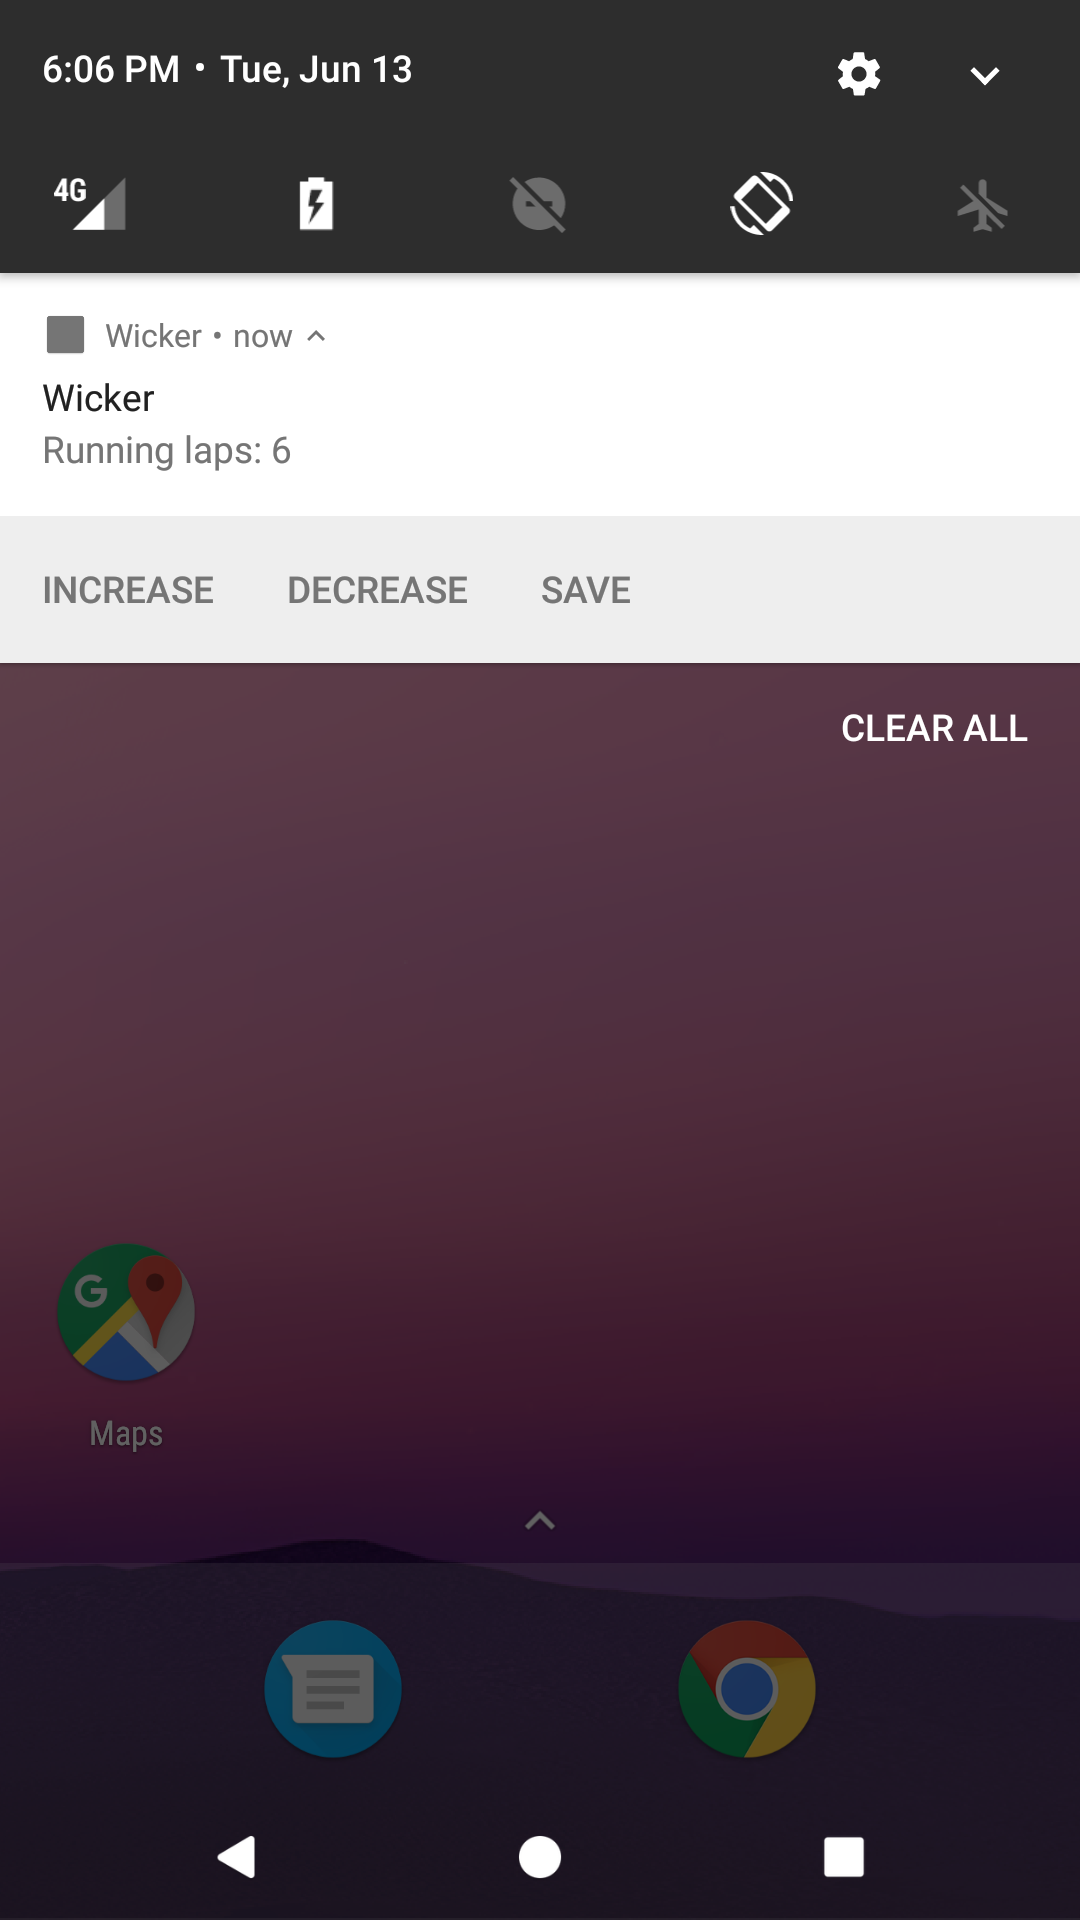 6:06 PM • Tue, Jun 13
4G
Wicker • now
Wicker
Running laps: 6
INCREASE DECREASE SAVE
CLEAR ALL
G
Maps